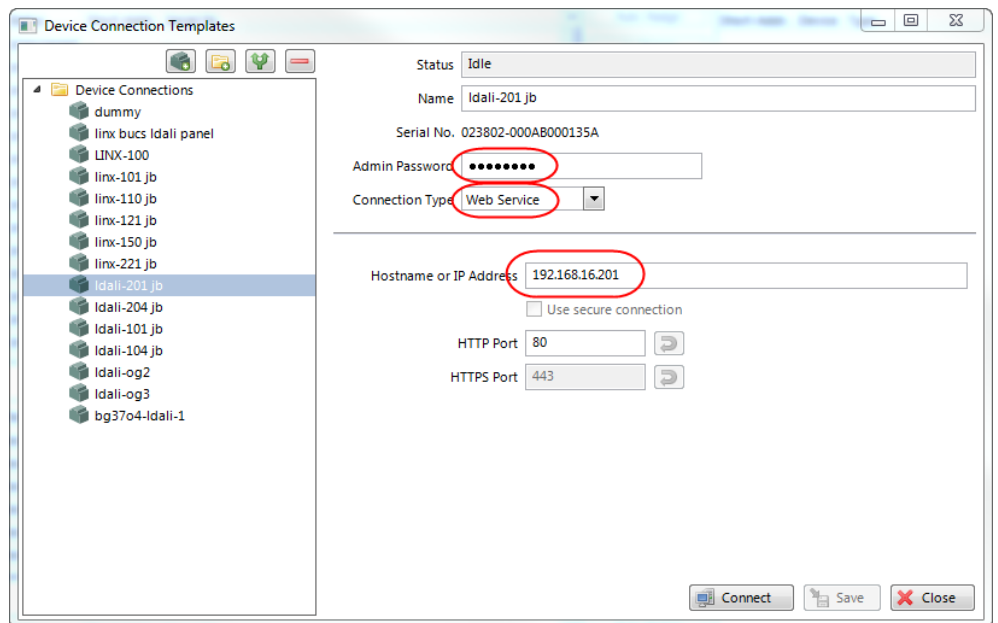 Device Connection Templates
Device Connections
dummy
linx bucs ldali panel
LINX-100
linx-101 jb
linx-110 jb
linx-121 jb
linx-150 jb
linx-221 jb
ldali-201 jb
ldali-204 jb
ldali-101 jb
ldali-104 jb
ldali-og2
ldali-og3
bg37o4-ldali-1
Status Idle
Name ldali-201 jb
Serial No. 023802-000AB000135A
Admin Password ●●●●●●●●
Connection Type Web Service
Hostname or IP Address 192.168.16.201
Use secure connection
HTTP Port 80
HTTPS Port 443
Connect Save Close